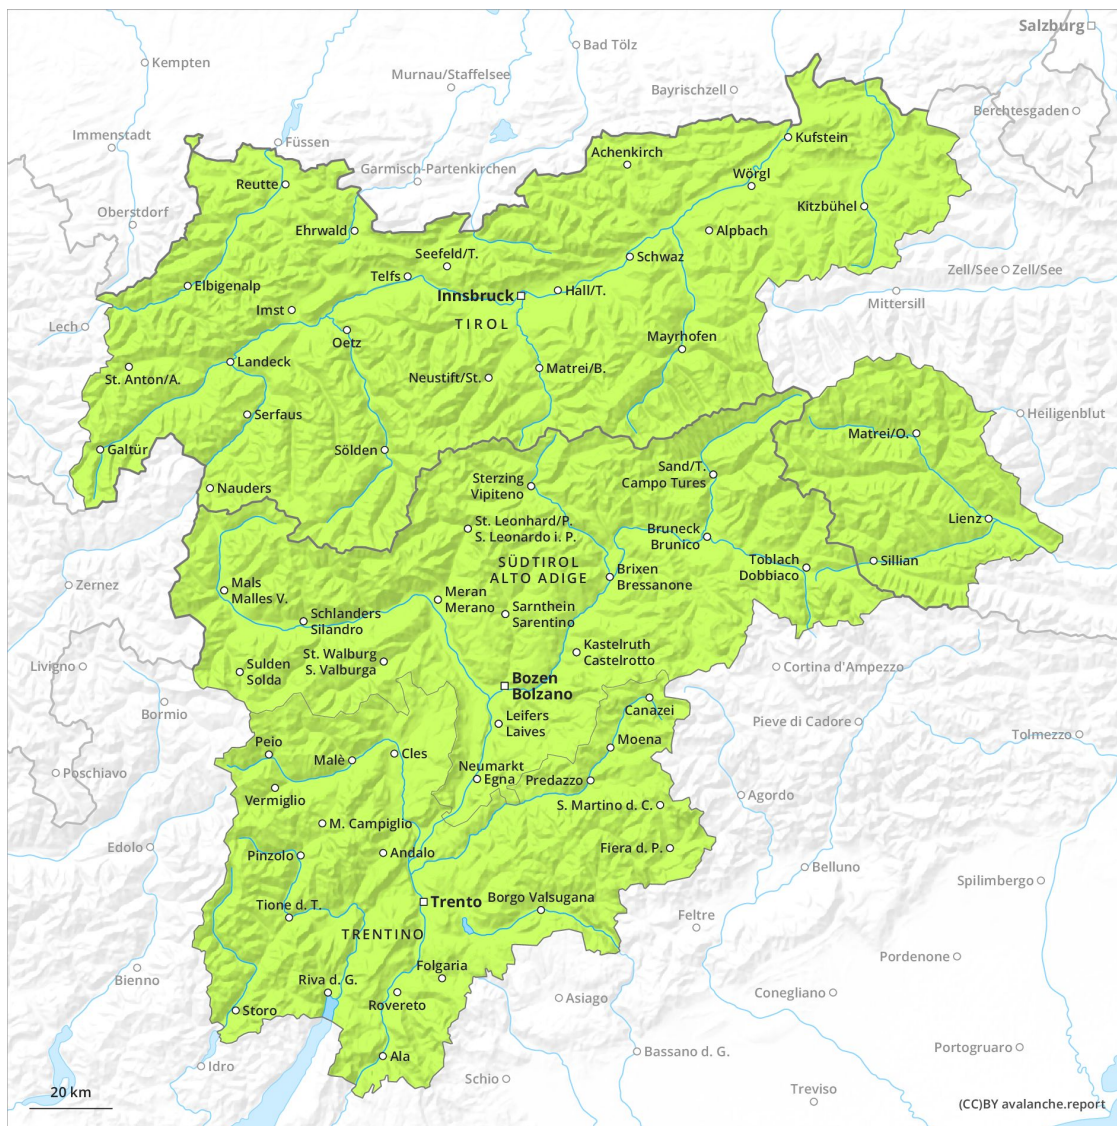 Salzburg
Bad Tölz
Kempten
Murnau/Staffelsee
Bayrischzell
Berchtesgaden
Immenstadt
Füssen
Kufstein
Achenkirch
Garmisch-Partenkirchen
Wörgl
Reutte
Kitzbühel
Oberstdorf
Ehrwald
Alpbach
Seefeld/T.
Schwaz
Telfs
Zell/See
Zell/See
Elbigenalp
Innsbruck
Hall/T.
Mittersill
Imst
TIROL
Lech
Oetz
Mayrhofen
Landeck
Matrei/B.
St. Anton/A.
Neustift/St.
Serfaus
Heiligenblut
Matrei/O.
Galtür
Sölden
Sand/T.
Campo Tures
Sterzing
Vipiteno
Nauders
Lienz
St. Leonhard/P.
S. Leonardo i. P.
Bruneck
Brunico
SÜDTIROL
ALTO ADIGE
Toblach
Dobbiaco
Sillian
Brixen
Bressanone
Zernez
Mals
Malles V.
Meran
Merano
Sarnthein
Sarentino
Schlanders
Silandro
Kastelruth
Castelrotto
St. Walburg
S. Valburga
Livigno
Sulden
Solda
Cortina d'Ampezzo
Bozen
Bolzano
Canazei
Bormio
Leifers
Laives
Pieve di Cadore
Tolmezzo
Moena
Peio
Cles
Malè
Poschiavo
Neumarkt
Egna
Predazzo
Vermiglio
Agordo
S. Martino d. C.
M. Campiglio
Edolo
Pinzolo
Andalo
Fiera d. P.
Belluno
Spilimbergo
Trento
Borgo Valsugana
Tione d. T.
Feltre
TRENTINO
Pordenone
Folgaria
Bienno
Riva d. G.
Rovereto
Asiago
Conegliano
Storo
Ala
Bassano d. G.
Portogruaro
Idro
Schio
Treviso
20 km
(CC)BY avalanche.report